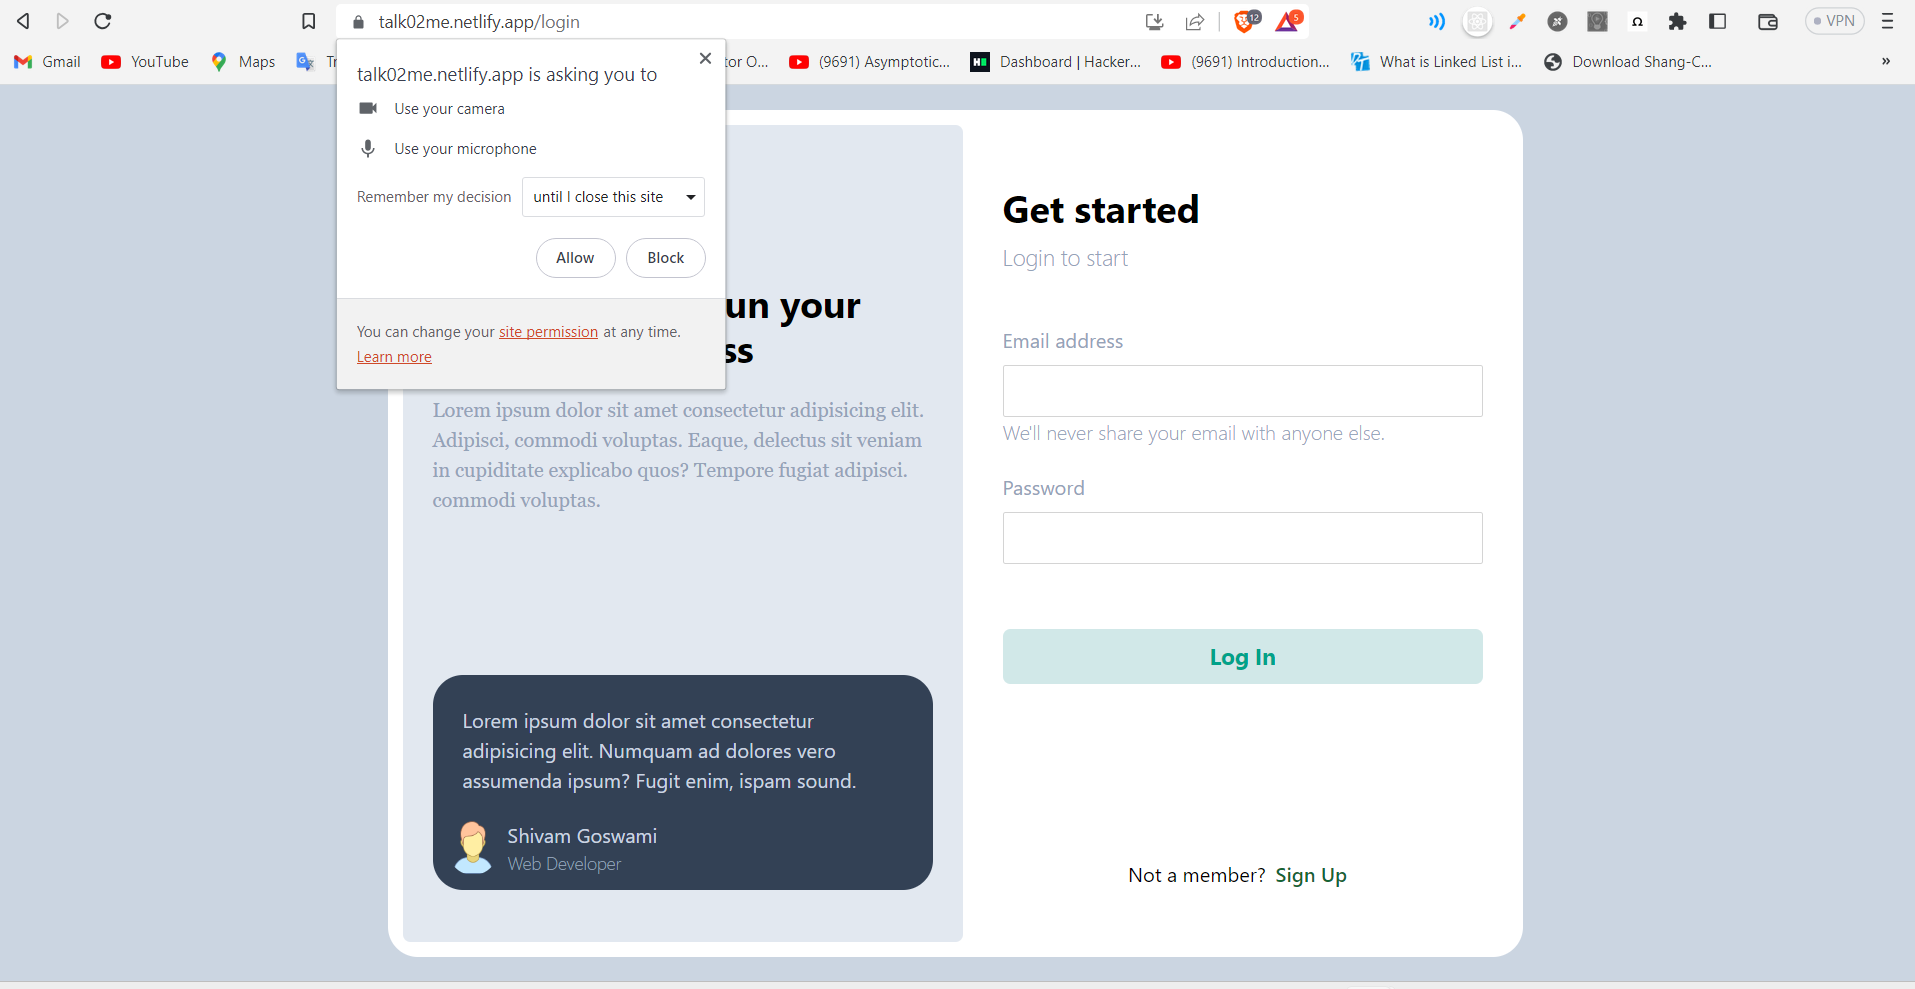 talk02me.netlify.app/login
12
5
VPN
Gmail
YouTube
Maps
tor O...
(9691) Asymptotic...
Dashboard | Hacker...
(9691) Introduction...
What is Linked List i...
Download Shang-C...
»
talk02me.netlify.app is asking you to
Use your camera
Use your microphone
Remember my decision until I close this site
Allow Block
You can change your site permission at any time.
Learn more
un your
ss
Lorem ipsum dolor sit amet consectetur adipisicing elit.
Adipisci, commodi voluptas. Eaque, delectus sit veniam
in cupiditate explicabo quos? Tempore fugiat adipisci.
commodi voluptas.
Lorem ipsum dolor sit amet consectetur
adipisicing elit. Numquam ad dolores vero
assumenda ipsum? Fugit enim, ispam sound.
Shivam Goswami
Web Developer
Get started
Login to start
Email address
We'll never share your email with anyone else.
Password
Log In
Not a member? Sign Up